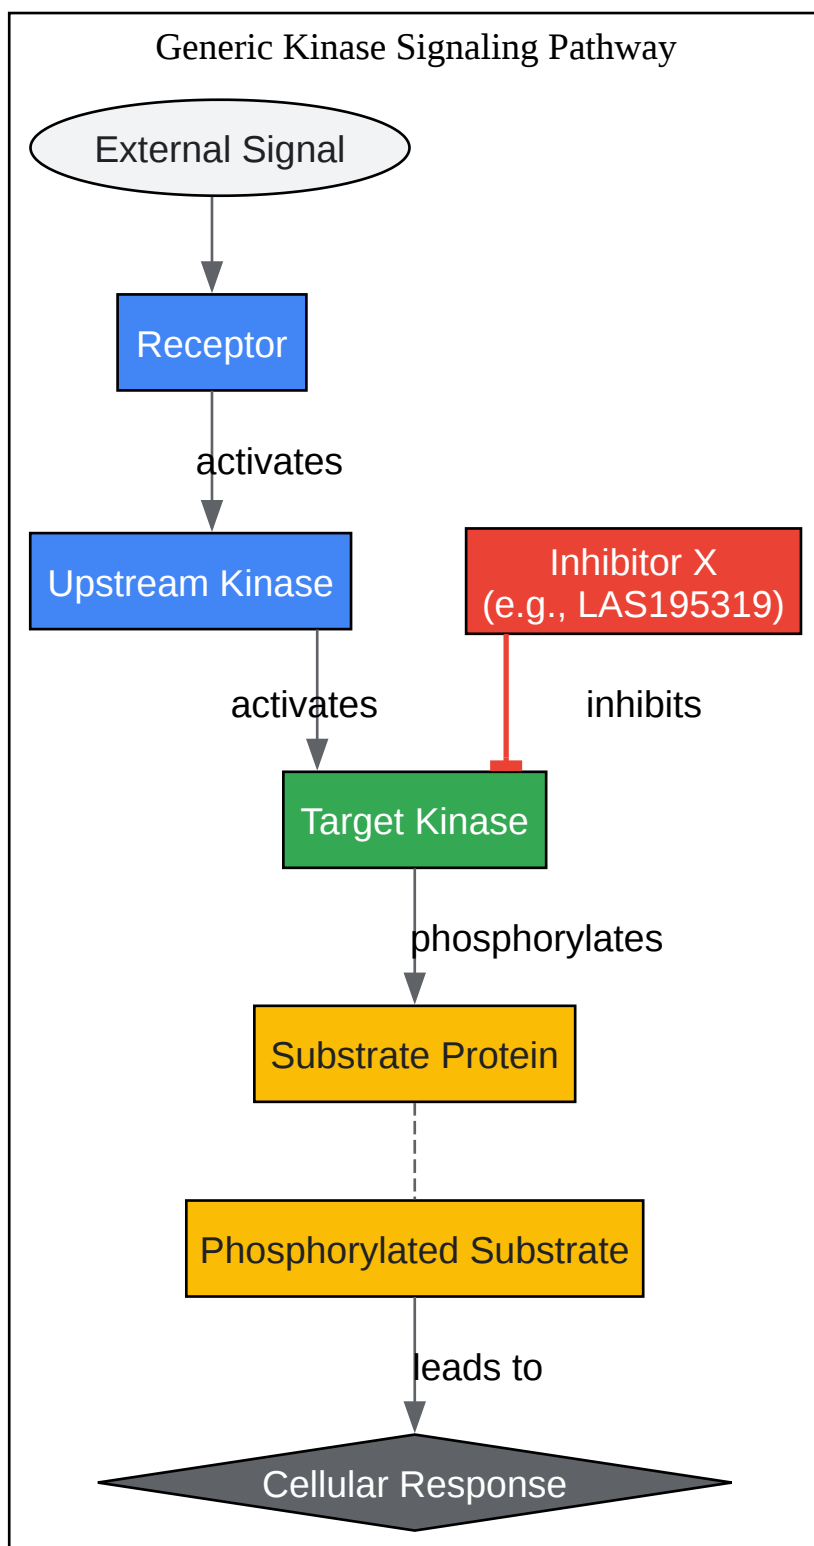 Generic Kinase Signaling Pathway
External Signal
Receptor
activates
Upstream Kinase
Inhibitor X
(e.g., LAS195319)
activates
inhibits
Target Kinase
phosphorylates
Substrate Protein
Phosphorylated Substrate
leads to
Cellular Response